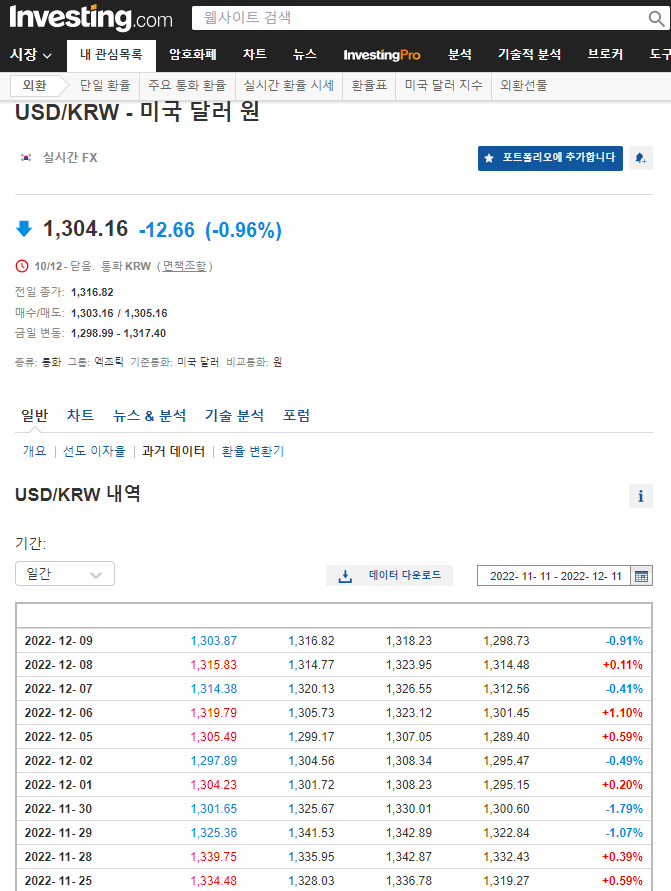 Investing.com
웹사이트 검색
시장 내 관심목록 암호화폐 차트 뉴스 InvestingPro 분석 기술적 분석 브로커 도구
외환 단일 환율 주요 통화 환율 실시간 환율 시세 환율표 미국 달러 지수 외환선물
USD/KRW - 미국 달러 원
실시간 FX
포트폴리오에 추가합니다
1,304.16 -12.66 (-0.96%)
10/12 - 닫음. 통화 KRW ( 면책조항 )
전일 종가: 1,316.82
매수/매도: 1,303.16 / 1,305.16
금일 변동: 1,298.99 - 1,317.40
종류: 통화 그룹: 엑조틱 기준통화: 미국 달러 비교통화: 원
일반 차트 뉴스 & 분석 기술 분석 포럼
개요 | 선도 이자율 | 과거 데이터 | 환율 변환기
USD/KRW 내역
i
기간:
일간
데이터 다운로드
2022- 11- 11 - 2022- 12- 11
2022- 12- 09 1,303.87 1,316.82 1,318.23 1,298.73 -0.91%
2022- 12- 08 1,315.83 1,314.77 1,323.95 1,314.48 +0.11%
2022- 12- 07 1,314.38 1,320.13 1,326.55 1,312.56 -0.41%
2022- 12- 06 1,319.79 1,305.73 1,323.12 1,301.45 +1.10%
2022- 12- 05 1,305.49 1,299.17 1,307.05 1,289.40 +0.59%
2022- 12- 02 1,297.89 1,304.56 1,308.34 1,295.47 -0.49%
2022- 12- 01 1,304.23 1,301.72 1,308.23 1,295.15 +0.20%
2022- 11- 30 1,301.65 1,325.67 1,330.01 1,300.60 -1.79%
2022- 11- 29 1,325.36 1,341.53 1,342.89 1,322.84 -1.07%
2022- 11- 28 1,339.75 1,335.95 1,342.87 1,332.43 +0.39%
2022- 11- 25 1,334.48 1,328.03 1,336.78 1,319.27 +0.59%